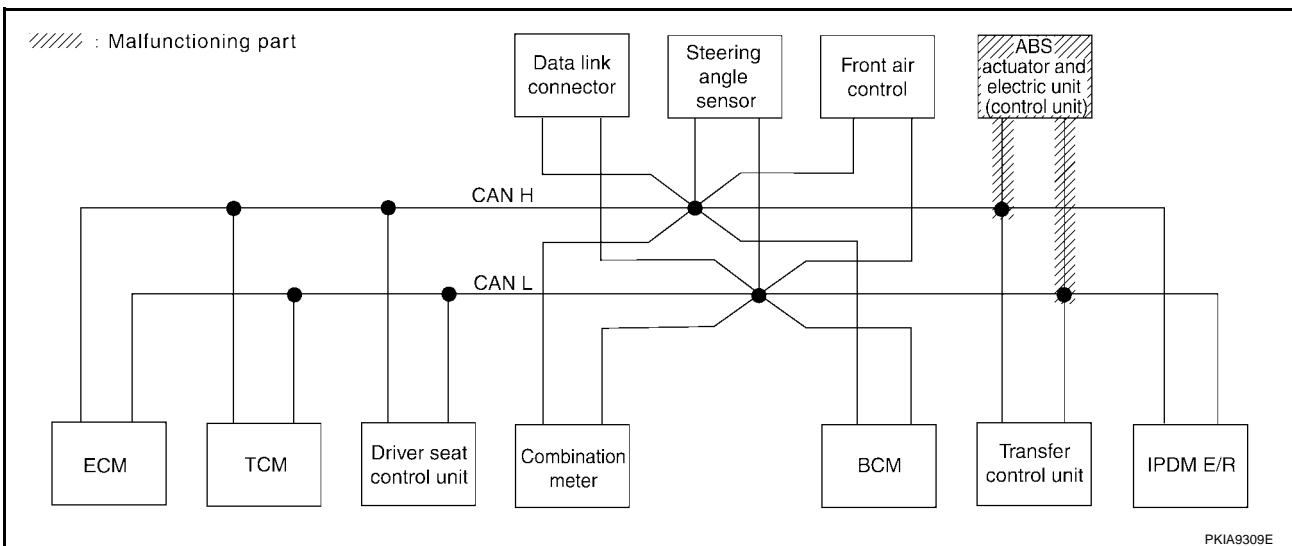 : Malfunctioning part
Data link
connector
Steering
angle
sensor
Front air
control
ABS
actuator and
electric unit
(control unit)
CAN H
CAN L
ECM
TCM
Driver seat
control unit
Combination
meter
BCM
Transfer
control unit
IPDM E/R
PKIA9309E